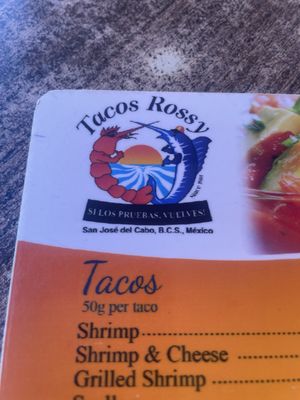 Tacos Rossy
SI LOS PRUEBAS, VUELVES!
San José del Cabo, B.C.S., México
Tacos
50g per taco
Shrimp
Shrimp & Cheese
Grilled Shrimp